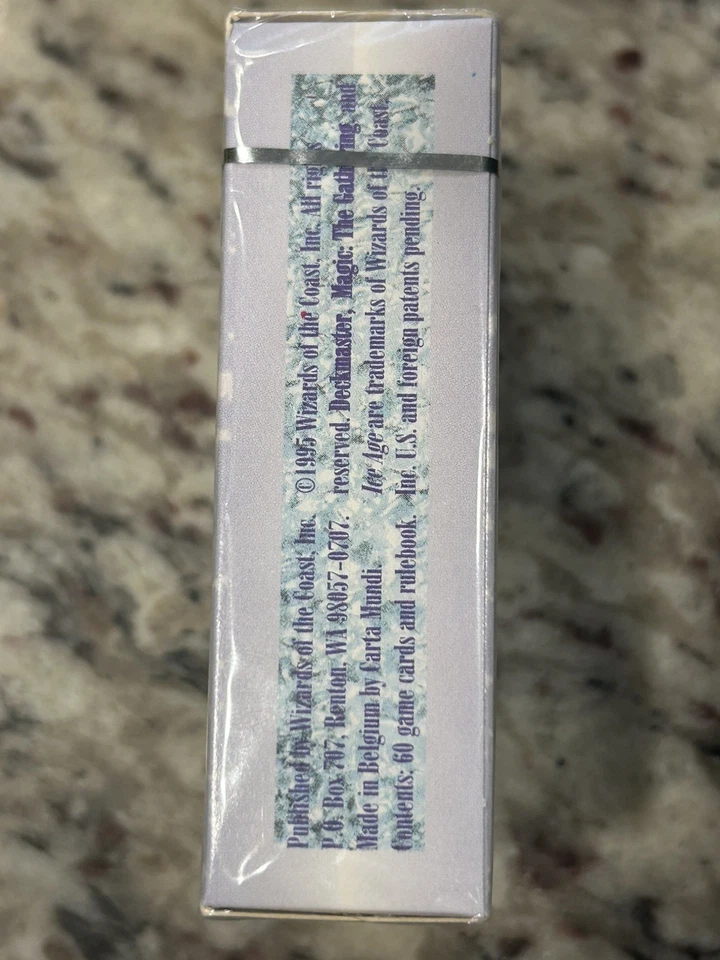 Published by Wizards of the Coast, Inc.
P.O. Box 707, Renton, WA 98057-0707.
Made in Belgium by Carta Mundi.
Contents: 60 game cards and rulebook.
©1995 Wizards of the Coast, Inc. All rights
reserved. Deckmaster, Magic: The Gathering, and
Ice Age are trademarks of Wizards of the Coast,
Inc. U.S. and foreign patents pending.